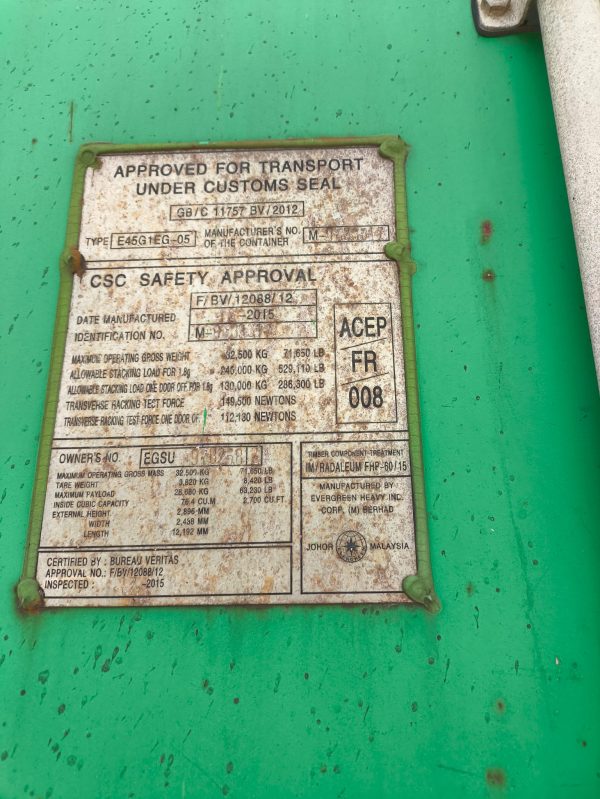 APPROVED FOR TRANSPORT
UNDER CUSTOMS SEAL
GB/C 11757 BV/2012
TYPE E45G1EG-05 MANUFACTURER'S NO. OF THE CONTAINER M-
CSC SAFETY APPROVAL
F/BV/12088/12
DATE MANUFACTURED -2015
IDENTIFICATION NO. M-
MAXIMUM OPERATING GROSS WEIGHT 32,500 KG 71,650 LB
ALLOWABLE STACKING LOAD FOR 1.8g 240,000 KG 529,110 LB
ALLOWABLE STACKING LOAD ONE DOOR OFF FOR 1.8g 130,000 KG 286,300 LB
TRANSVERSE RACKING TEST FORCE 149,500 NEWTONS
TRANSVERSE RACKING TEST FORCE ONE DOOR OFF 112,130 NEWTONS
ACEP
FR
008
OWNER'S NO. EGSU
MAXIMUM OPERATING GROSS MASS 32,500 KG 71,650 LB
TARE WEIGHT 3,820 KG 8,420 LB
MAXIMUM PAYLOAD 28,680 KG 63,230 LB
INSIDE CUBIC CAPACITY 76.4 CU.M 2,700 CU.FT.
EXTERNAL HEIGHT 2,896 MM
WIDTH 2,438 MM
LENGTH 12,192 MM
TIMBER COMPONENT TREATMENT
IM/RADALEUM FHP-60/15
MANUFACTURED BY
EVERGREEN HEAVY IND.
CORP. (M) BERHAD
JOHOR MALAYSIA
CERTIFIED BY : BUREAU VERITAS
APPROVAL NO.: F/BV/12088/12
INSPECTED : -2015